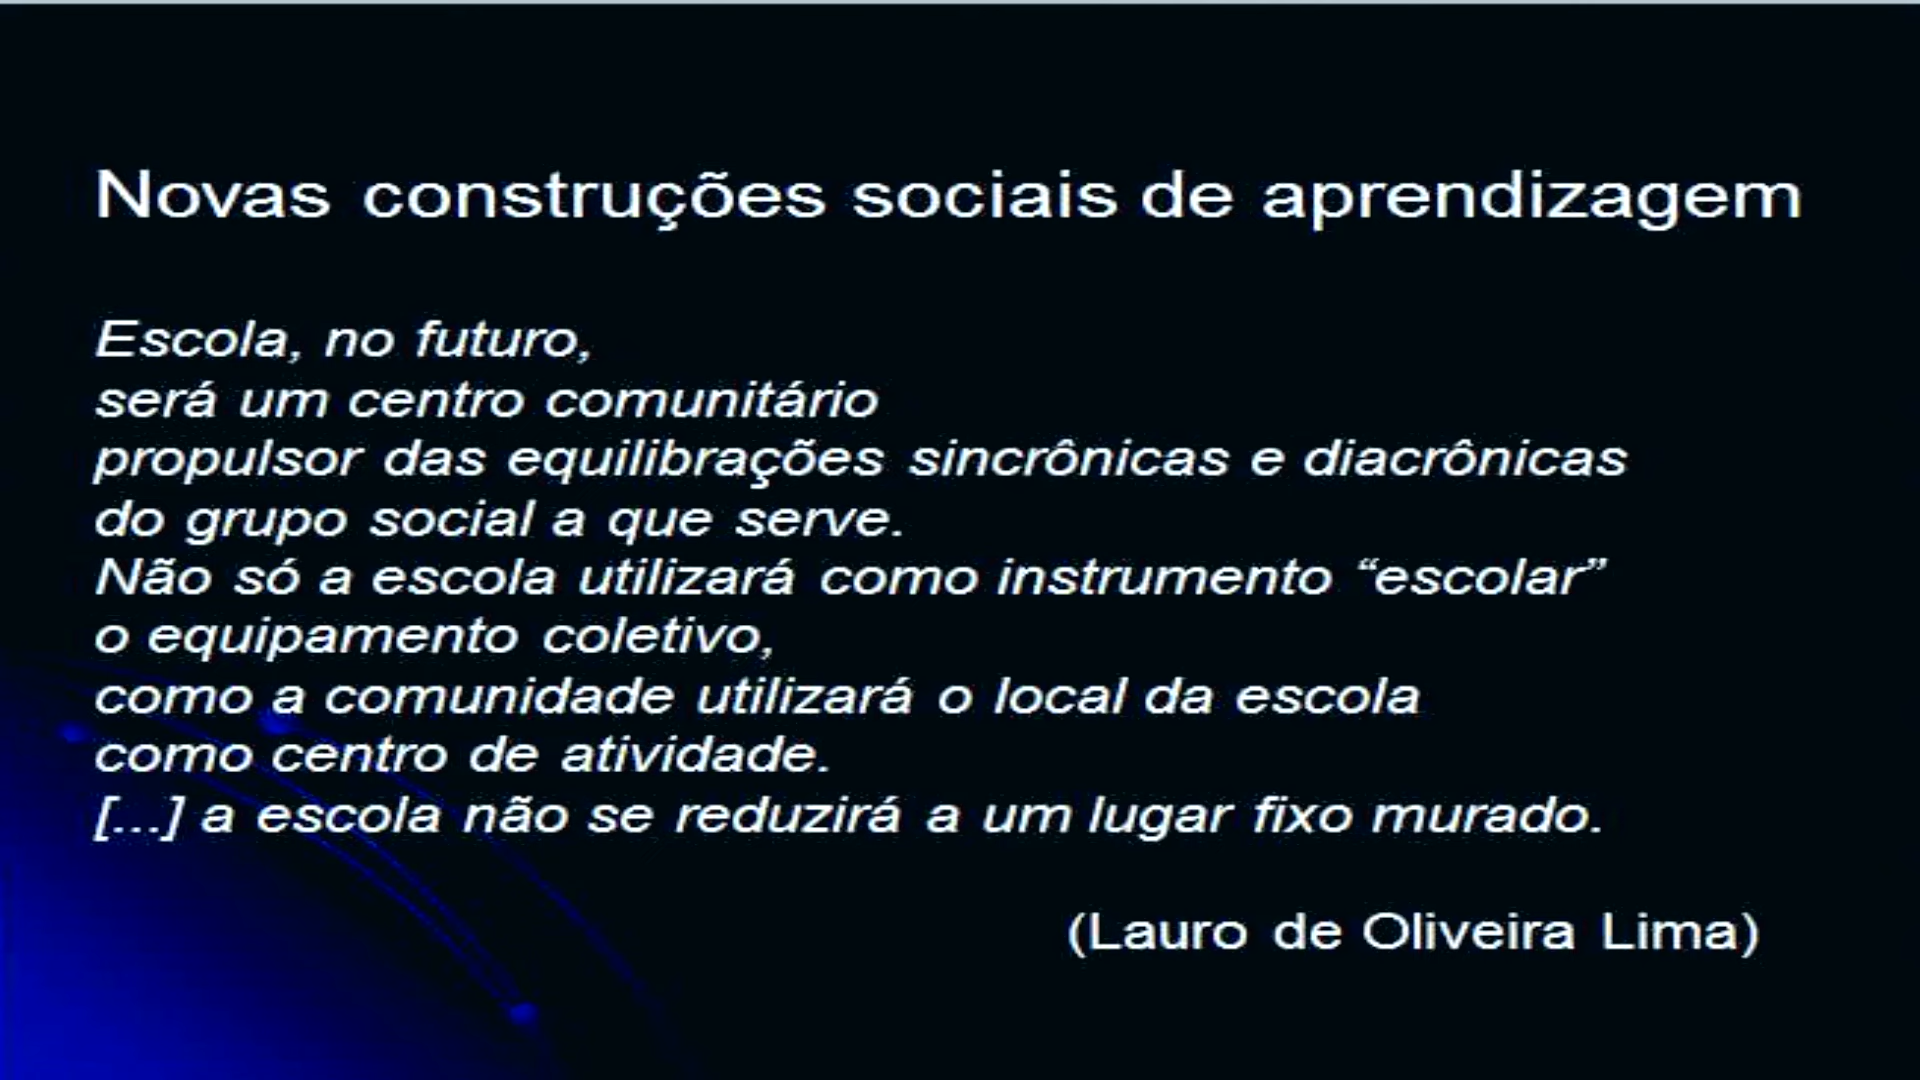 Novas construções sociais de aprendizagem
Escola, no futuro,
será um centro comunitário
propulsor das equilibrações sincrônicas e diacrônicas
do grupo social a que serve.
Não só a escola utilizará como instrumento “escolar”
o equipamento coletivo,
como a comunidade utilizará o local da escola
como centro de atividade.
[...] a escola não se reduzirá a um lugar fixo murado.
(Lauro de Oliveira Lima)